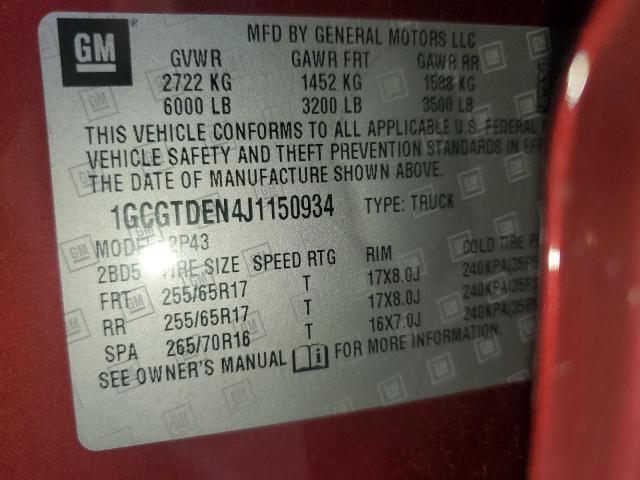 GM
MFD BY GENERAL MOTORS LLC
GVWR GAWR FRT GAWR RR
2722 KG 1452 KG 1588 KG
6000 LB 3200 LB 3500 LB
THIS VEHICLE CONFORMS TO ALL APPLICABLE U.S. FEDERAL
VEHICLE SAFETY AND THEFT PREVENTION STANDARDS IN
THE DATE OF MANUFACTURE SHOWN ABOVE.
1GCGTDEN4J1150934 TYPE: TRUCK
2P43
2BD5 TIRE SIZE SPEED RTG RIM COLD TIRE
FRT 255/65R17 T 17X8.0J 240KPA(35PS
RR 255/65R17 T 17X8.0J 240KPA(35PS
SPA 265/70R16 T 16X7.0J 240KPA(35PS
SEE OWNER'S MANUAL FOR MORE INFORMATION.